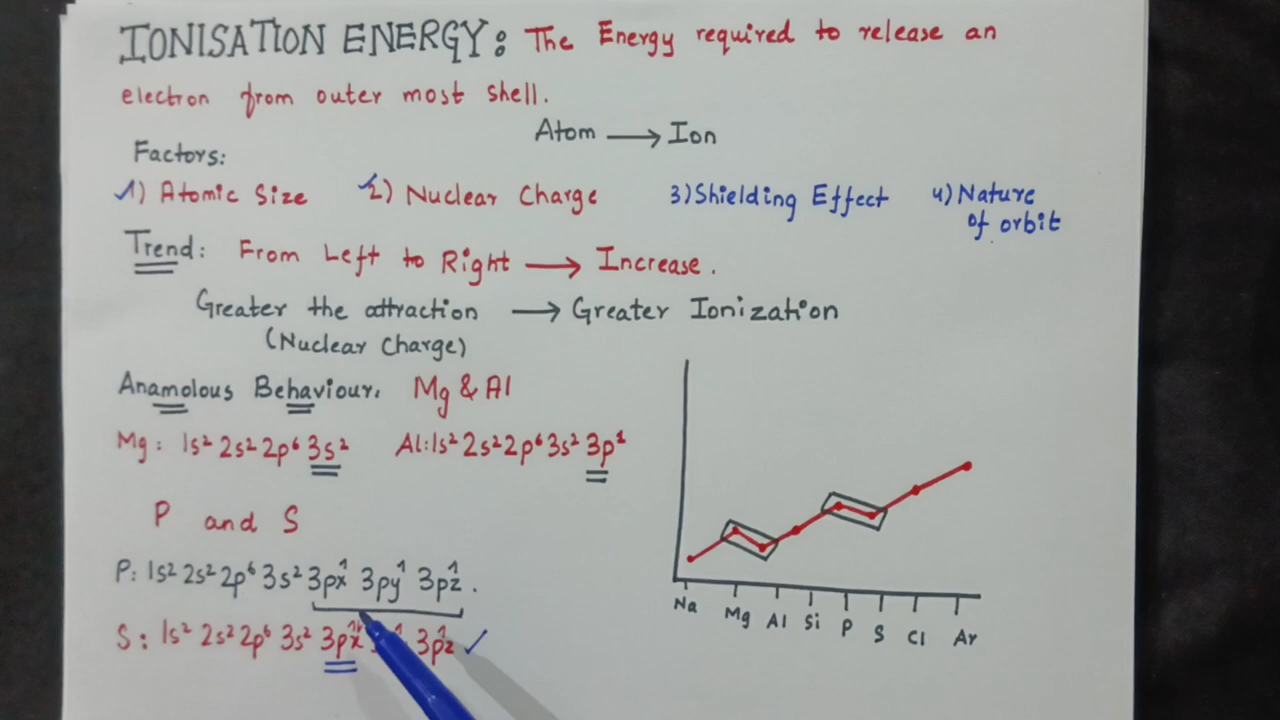 IONISATION ENERGY: The Energy required to release an
electron from outer most shell.
Atom → Ion
Factors:
1) Atomic Size 2) Nuclear Charge 3) Shielding Effect 4) Nature
of orbit
Trend: From Left to Right → Increase.
Greater the attraction → Greater Ionization
(Nuclear Charge)
Anamolous Behaviour. Mg & Al
Mg: 1s² 2s² 2p⁶ 3s² Al: 1s² 2s² 2p⁶ 3s² 3p¹
P and S
P: 1s² 2s² 2p⁶ 3s² 3px¹ 3py¹ 3pz¹.
S: 1s² 2s² 2p⁶ 3s² 3px 3pz¹ ✓
Na Mg Al Si P S Cl Ar